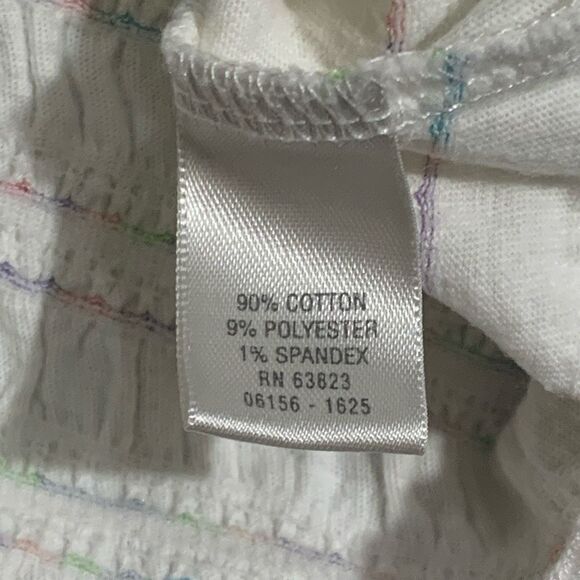 90% COTTON
9% POLYESTER
1% SPANDEX
RN 63823
06156 - 1625